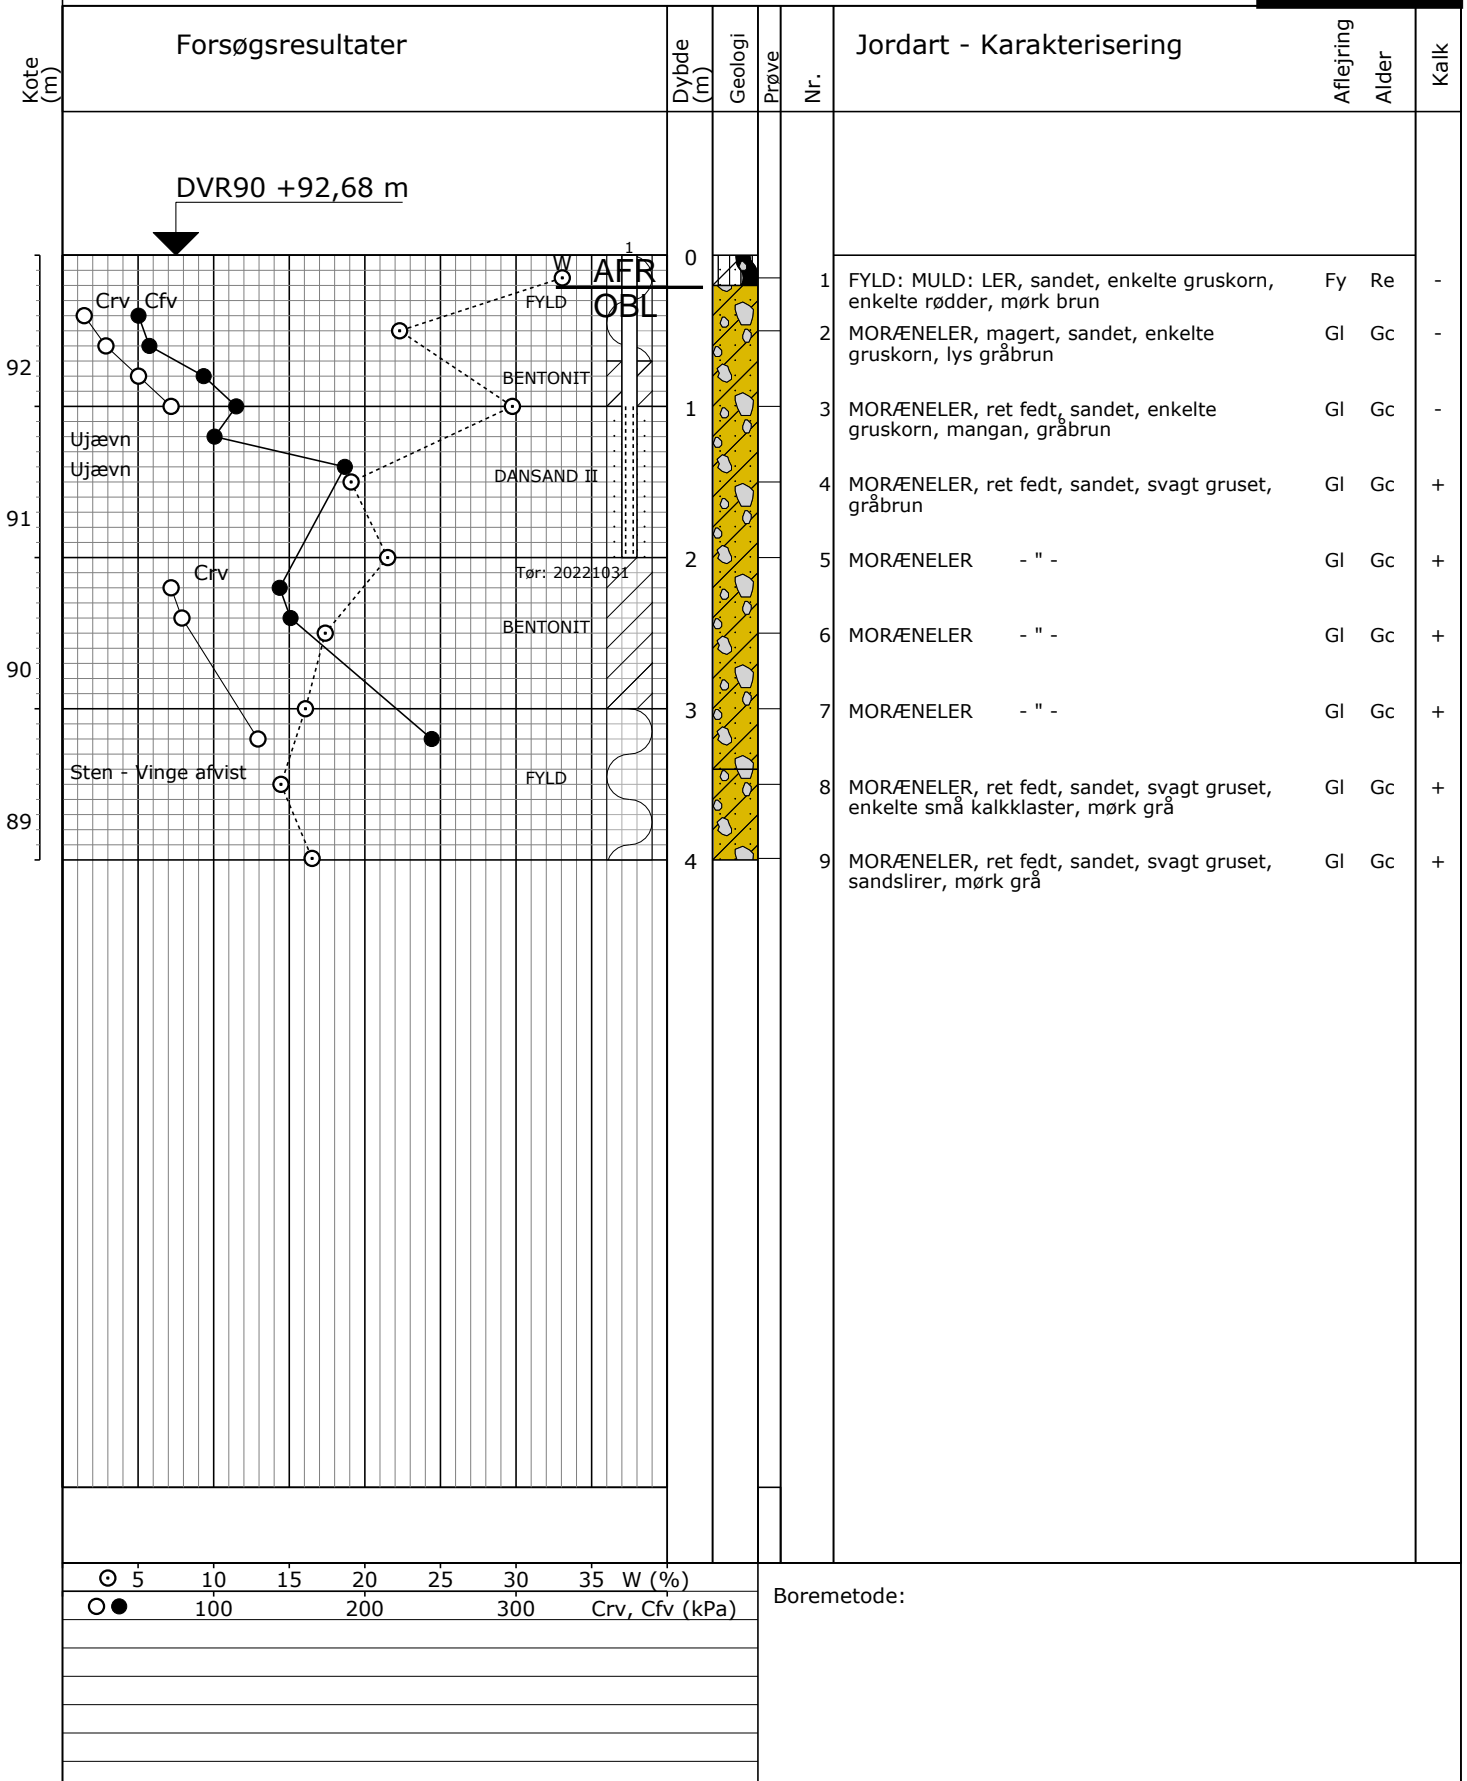 Kote
(m)
Forsøgsresultater
Dybde
(m)
Geologi
Prøve
Nr.
Jordart - Karakterisering
Aflejring
Alder
Kalk
DVR90 +92,68 m
1
W
AFR
OBL
FYLD
Crv
Cfv
BENTONIT
Ujævn
Ujævn
DANSAND II
Crv
Tør: 20221031
BENTONIT
Sten - Vinge afvist
FYLD
92
91
90
89
0
1
2
3
4
1 FYLD: MULD: LER, sandet, enkelte gruskorn, Fy Re -
enkelte rødder, mørk brun
2 MORÆNELER, magert, sandet, enkelte Gl Gc -
gruskorn, lys gråbrun
3 MORÆNELER, ret fedt, sandet, enkelte Gl Gc -
gruskorn, mangan, gråbrun
4 MORÆNELER, ret fedt, sandet, svagt gruset, Gl Gc +
gråbrun
5 MORÆNELER - " - Gl Gc +
6 MORÆNELER - " - Gl Gc +
7 MORÆNELER - " - Gl Gc +
8 MORÆNELER, ret fedt, sandet, svagt gruset, Gl Gc +
enkelte små kalkklaster, mørk grå
9 MORÆNELER, ret fedt, sandet, svagt gruset, Gl Gc +
sandslirer, mørk grå
5 10 15 20 25 30 35 W (%)
100 200 300 Crv, Cfv (kPa)
Boremetode: